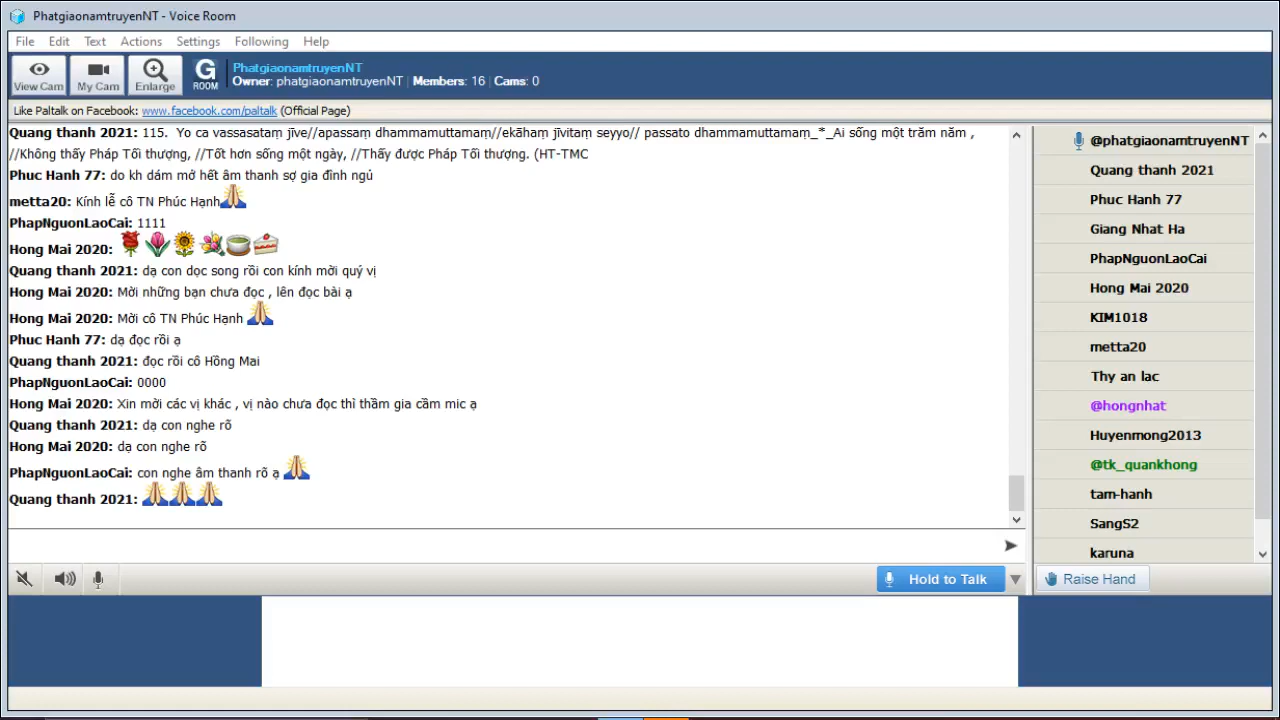 PhatgiaonamtruyenNT - Voice Room
File Edit Text Actions Settings Following Help
View Cam My Cam Enlarge G ROOM
PhatgiaonamtruyenNT
Owner: phatgiaonamtruyenNT Members: 16 Cams: 0
Like Paltalk on Facebook: www.facebook.com/paltalk (Official Page)
Quang thanh 2021: 115. Yo ca vassasataṃ jīve//apassaṃ dhammamuttamaṃ//ekāhaṃ jīvitaṃ seyyo// passato dhammamuttamaṃ_*_Ai sống một trăm năm ,
//Không thấy Pháp Tối thượng, //Tốt hơn sống một ngày, //Thấy được Pháp Tối thượng. (HT-TMC
Phuc Hanh 77: do kh dám mở hết âm thanh sợ gia đình ngủ
metta20: Kính lễ cô TN Phúc Hạnh
PhapNguonLaoCai: 1111
Hong Mai 2020:
Quang thanh 2021: dạ con dọc song rồi con kính mời quý vị
Hong Mai 2020: Mời những bạn chưa đọc , lên đọc bài ạ
Hong Mai 2020: Mời cô TN Phúc Hạnh
Phuc Hanh 77: dạ đọc rồi ạ
Quang thanh 2021: đọc rồi cô Hồng Mai
PhapNguonLaoCai: 0000
Hong Mai 2020: Xin mời các vị khác , vị nào chưa đọc thì thầm gia cầm mic ạ
Quang thanh 2021: dạ con nghe rõ
Hong Mai 2020: dạ con nghe rõ
PhapNguonLaoCai: con nghe âm thanh rõ ạ
Quang thanh 2021:
@phatgiaonamtruyenNT
Quang thanh 2021
Phuc Hanh 77
Giang Nhat Ha
PhapNguonLaoCai
Hong Mai 2020
KIM1018
metta20
Thy an lac
@hongnhat
Huyenmong2013
@tk_quankhong
tam-hanh
SangS2
karuna
Hold to Talk
Raise Hand